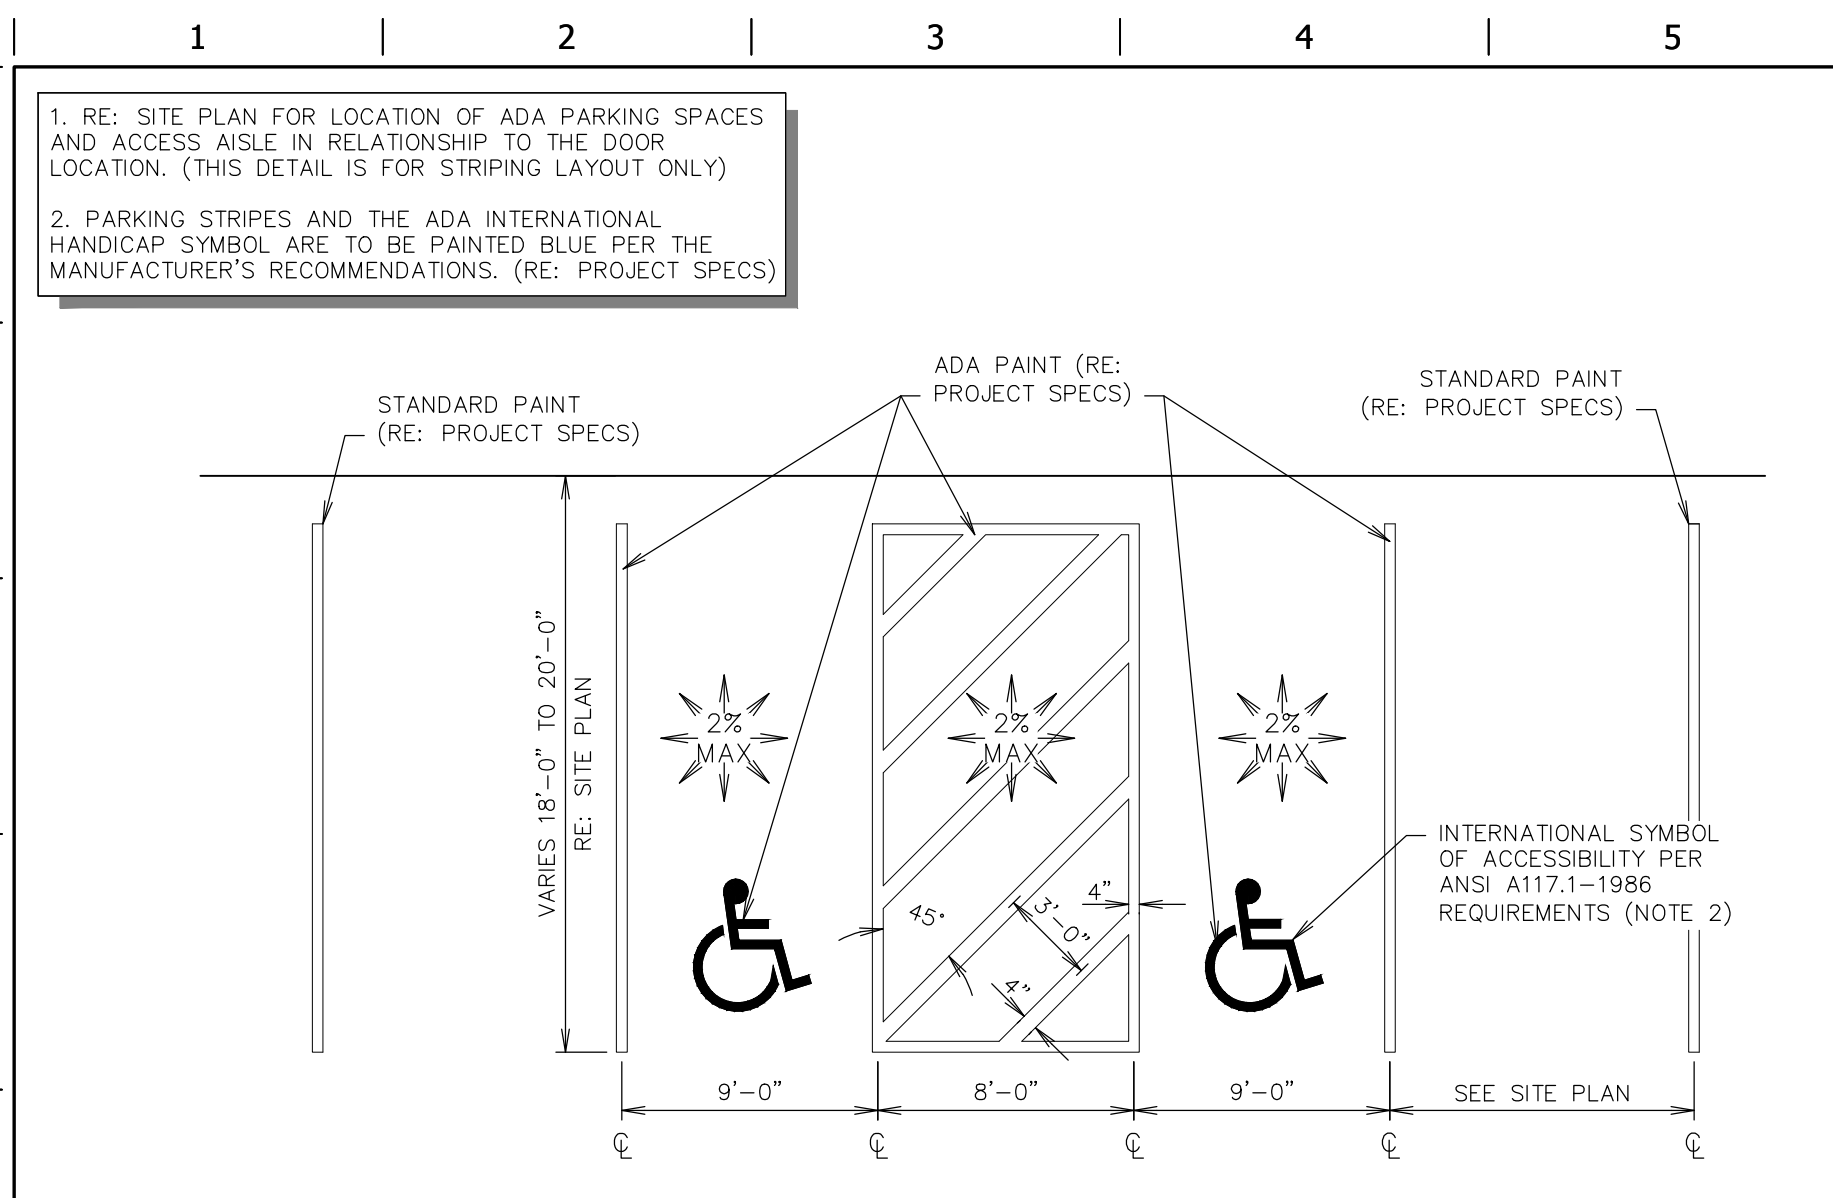 1 2 3 4 5
1. RE: SITE PLAN FOR LOCATION OF ADA PARKING SPACES
AND ACCESS AISLE IN RELATIONSHIP TO THE DOOR
LOCATION. (THIS DETAIL IS FOR STRIPING LAYOUT ONLY)
2. PARKING STRIPES AND THE ADA INTERNATIONAL
HANDICAP SYMBOL ARE TO BE PAINTED BLUE PER THE
MANUFACTURER'S RECOMMENDATIONS. (RE: PROJECT SPECS)
STANDARD PAINT
(RE: PROJECT SPECS)
ADA PAINT (RE:
PROJECT SPECS)
STANDARD PAINT
(RE: PROJECT SPECS)
VARIES 18'-0" TO 20'-0"
RE: SITE PLAN
2%
MAX
2%
MAX
2%
MAX
INTERNATIONAL SYMBOL
OF ACCESSIBILITY PER
ANSI A117.1-1986
REQUIREMENTS (NOTE 2)
45°
4"
3'-0"
4"
9'-0"
8'-0"
9'-0"
SEE SITE PLAN
℄ ℄ ℄ ℄ ℄